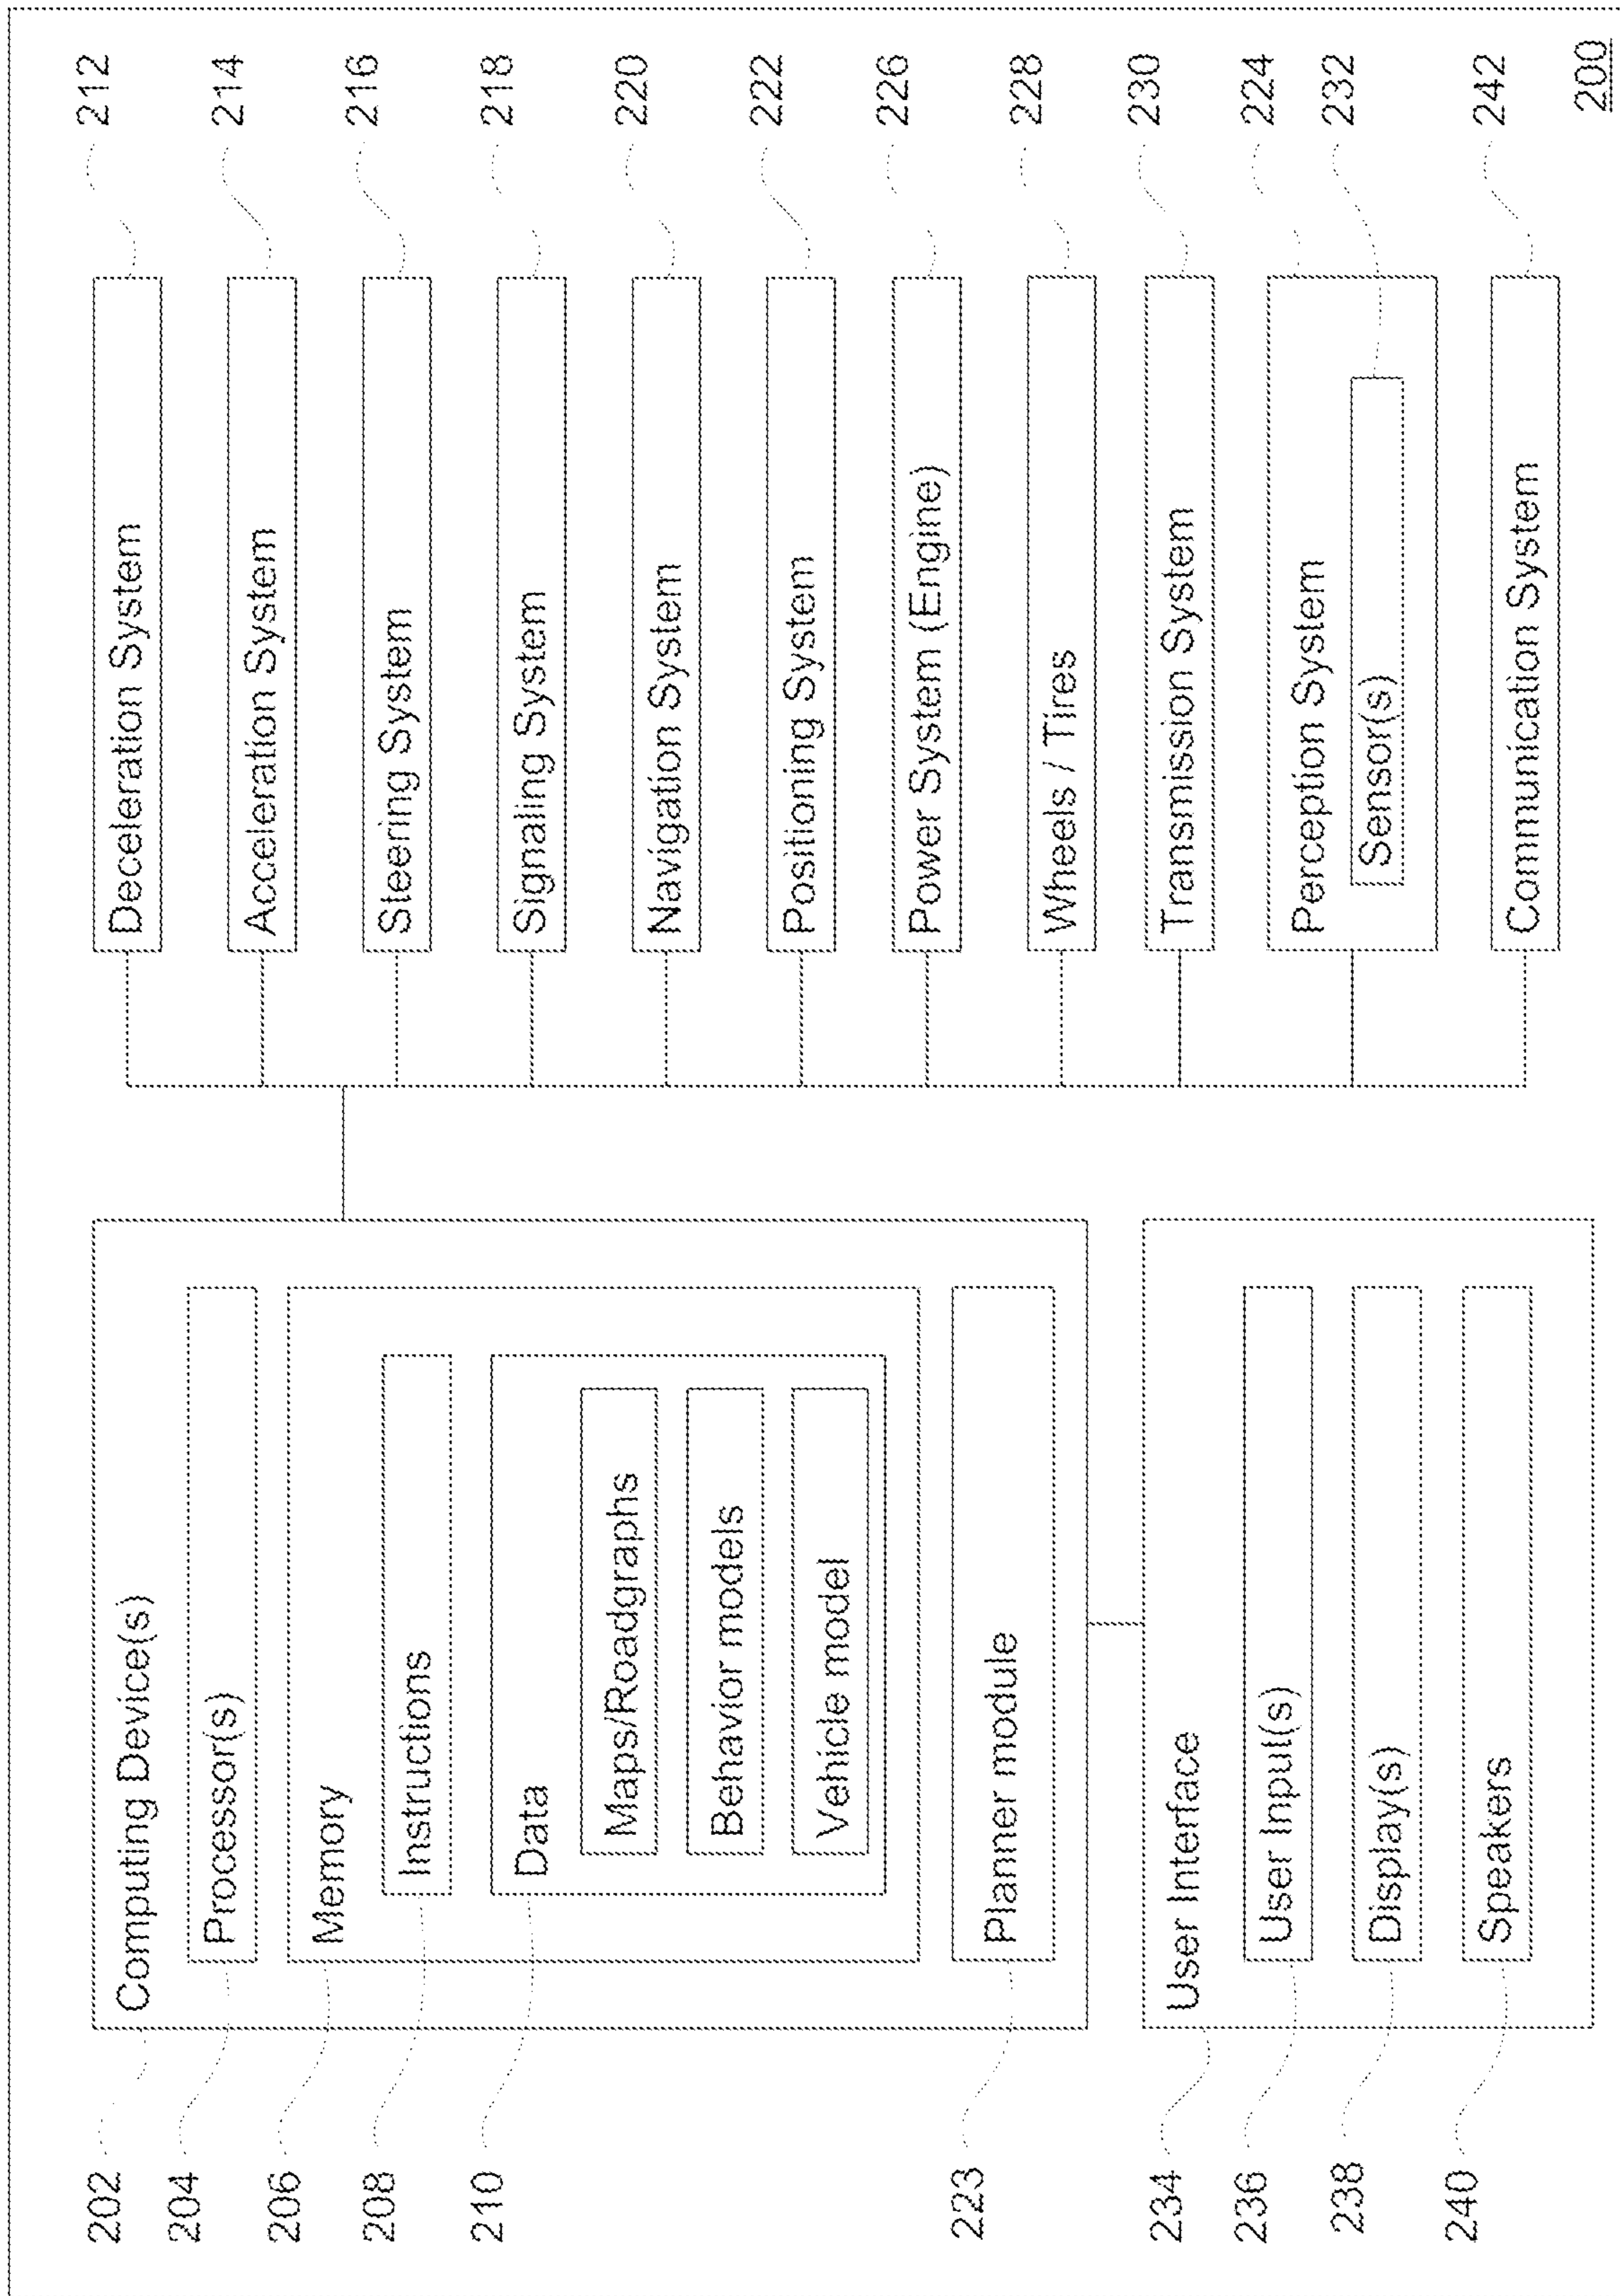 202
Computing Device(s)
204
Processor(s)
206
Memory
208
Instructions
210
Data
Maps/Roadgraphs
Behavior models
Vehicle model
223
Planner module
234
User Interface
236
User Input(s)
238
Display(s)
240
Speakers
Deceleration System
212
Acceleration System
214
Steering System
216
Signaling System
218
Navigation System
220
Positioning System
222
Power System (Engine)
226
Wheels / Tires
228
Transmission System
230
Perception System
224
Sensor(s)
232
Communication System
242
200